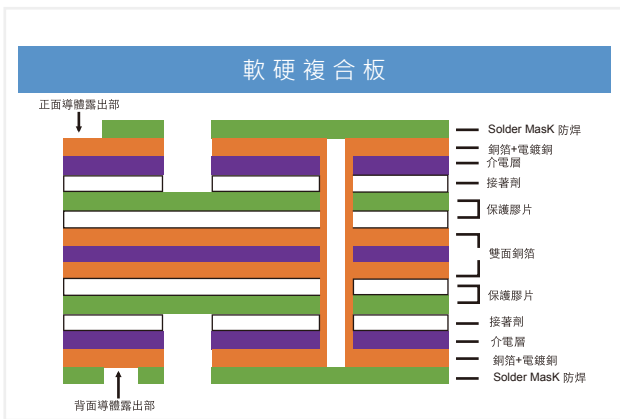 軟硬複合板
正面導體露出部
Solder MasK 防焊
銅箔+電鍍銅
介電層
接著劑
保護膠片
雙面銅箔
保護膠片
接著劑
介電層
銅箔+電鍍銅
Solder MasK 防焊
背面導體露出部